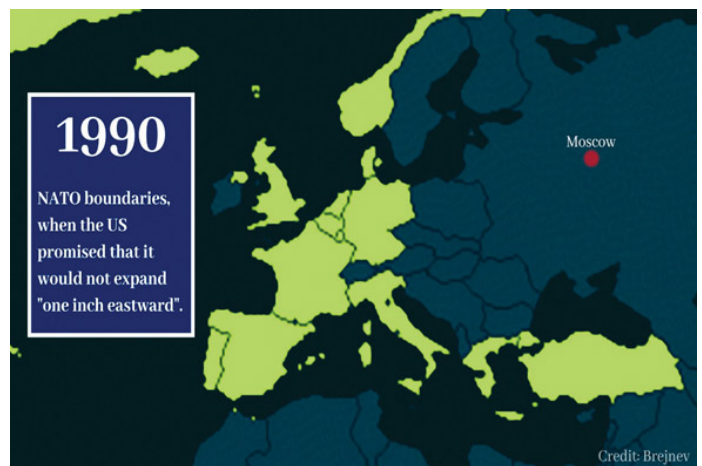 1990
NATO boundaries,
when the US
promised that it
would not expand
"one inch eastward".
Moscow
Credit: Brejnev